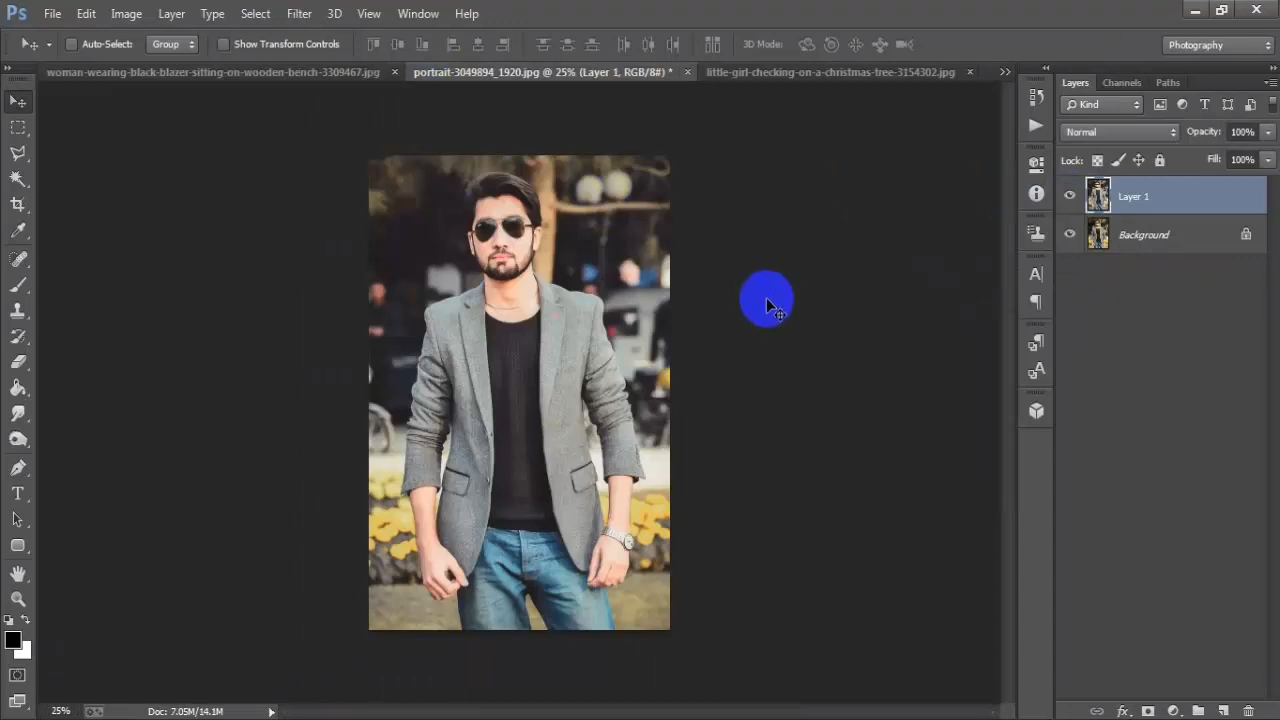 Ps File Edit Image Layer Type Select Filter 3D View Window Help
Auto-Select: Group Show Transform Controls 3D Mode: Photography
woman-wearing-black-blazer-sitting-on-wooden-bench-3309467.jpg × portrait-3049894_1920.jpg @ 25% (Layer 1, RGB/8#) * × little-girl-checking-on-a-christmas-tree-3154302.jpg ×
Layers Channels Paths
Kind
Normal Opacity: 100%
Lock: Fill: 100%
Layer 1
Background
25% Doc: 7.05M/14.1M